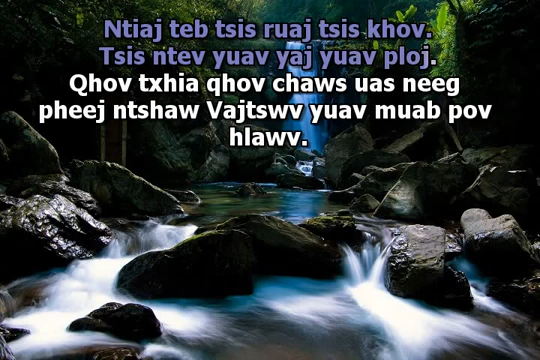 Ntiaj teb tsis ruaj tsis khov.
Tsis ntev yuav yaj yuav ploj.
Qhov txhia qhov chaws uas neeg
pheej ntshaw Vajtswv yuav muab pov
hlawv.